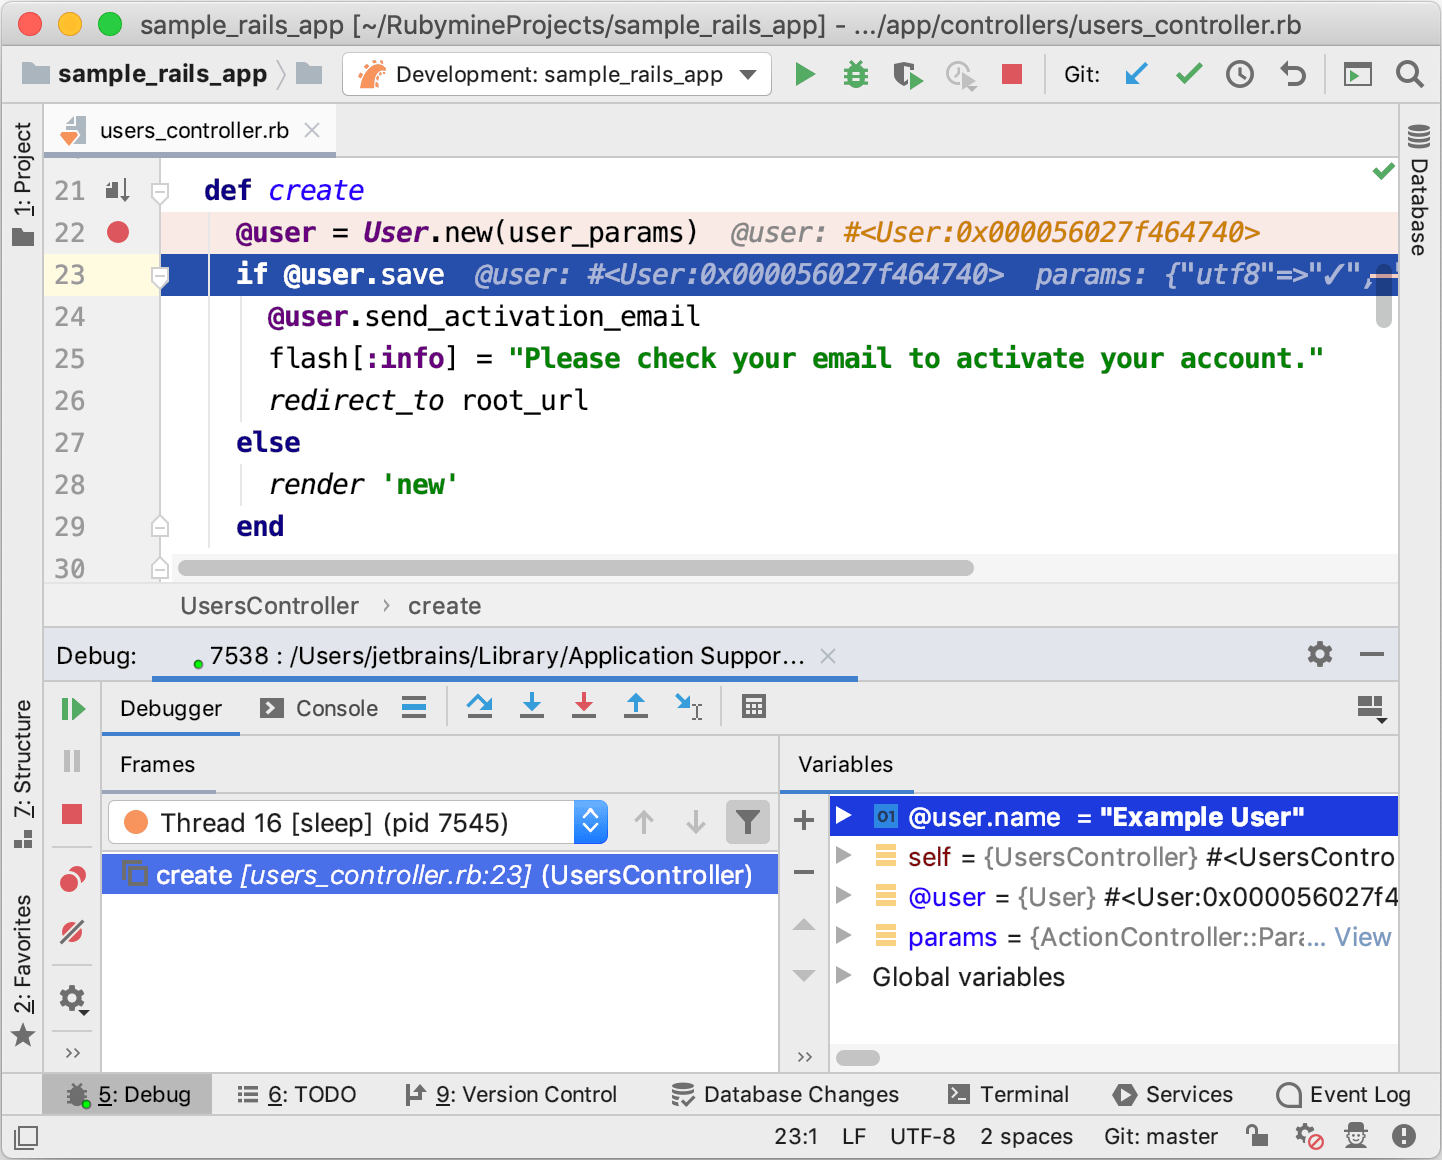 sample_rails_app [~/RubymineProjects/sample_rails_app] - .../app/controllers/users_controller.rb
sample_rails_app
Development: sample_rails_app
Git:
1: Project
users_controller.rb
Database
21 def create
22 @user = User.new(user_params) @user: #<User:0x000056027f464740>
23 if @user.save @user: #<User:0x000056027f464740> params: {"utf8"=>"✓",
24 @user.send_activation_email
25 flash[:info] = "Please check your email to activate your account."
26 redirect_to root_url
27 else
28 render 'new'
29 end
30
UsersController › create
Debug: 7538 : /Users/jetbrains/Library/Application Suppor...
7: Structure
2: Favorites
Debugger Console
Frames
Variables
Thread 16 [sleep] (pid 7545)
create [users_controller.rb:23] (UsersController)
01 @user.name = "Example User"
self = {UsersController} #<UsersContro
@user = {User} #<User:0x000056027f4
params = {ActionController::Para... View
Global variables
5: Debug 6: TODO 9: Version Control Database Changes Terminal Services Event Log
23:1 LF UTF-8 2 spaces Git: master